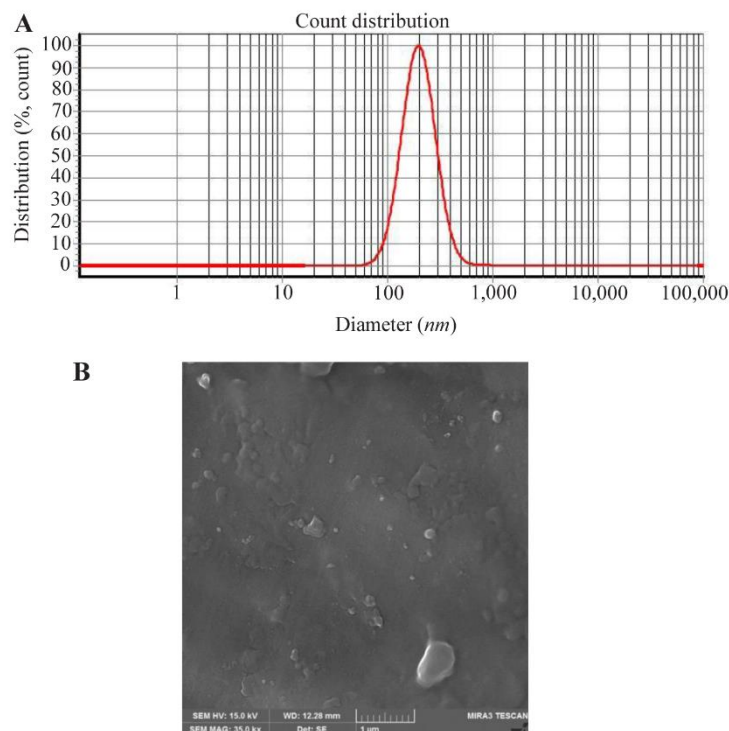 A
Count distribution
Distribution (%, count)
100
90
80
70
60
50
40
30
20
10
0
1 10 100 1,000 10,000 100,000
Diameter (nm)
B
SEM HV: 15.0 kV WD: 12.28 mm MIRA3 TESCAN
SEM MAG: 35.0 kx Det: SE 1 µm